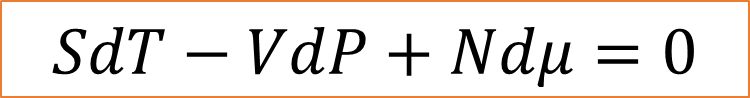 SdT − VdP + Ndμ = 0